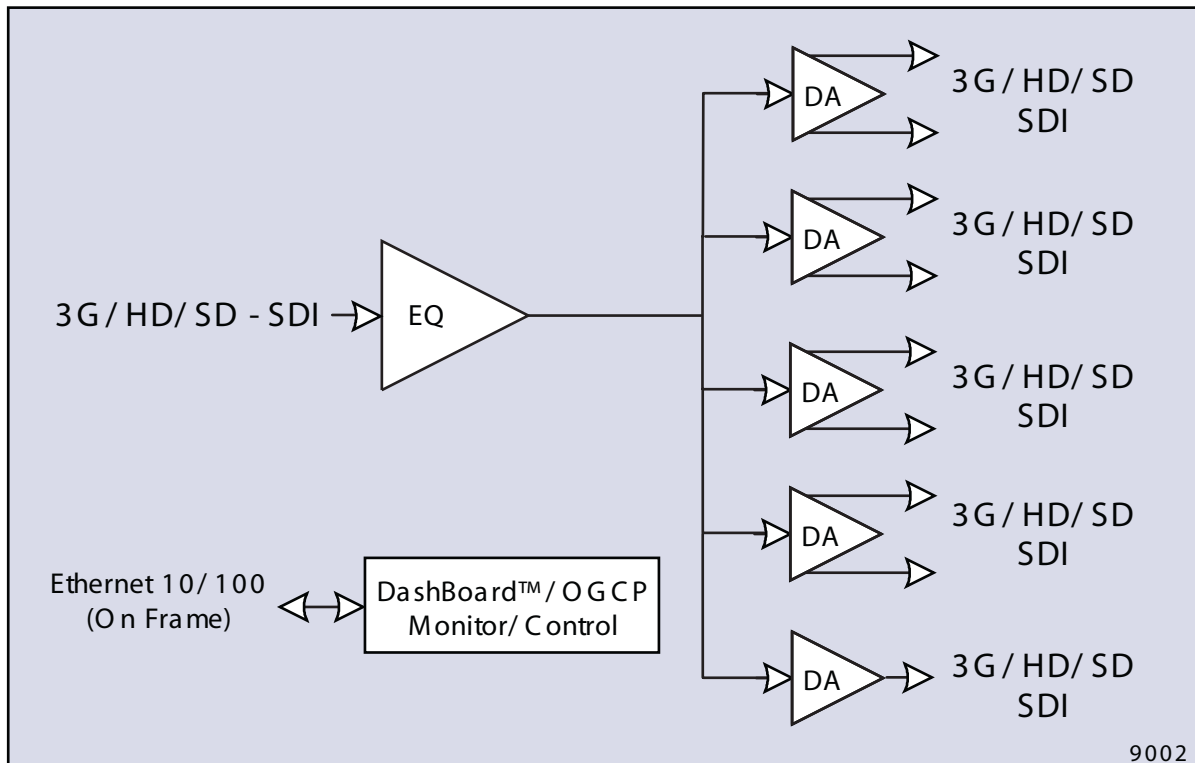 3G/HD/SD - SDI
EQ
DA
3G/HD/SD
SDI
DA
3G/HD/SD
SDI
DA
3G/HD/SD
SDI
DA
3G/HD/SD
SDI
DA
3G/HD/SD
SDI
Ethernet 10/100
(On Frame)
DashBoard™/OGCP
Monitor/Control
9002